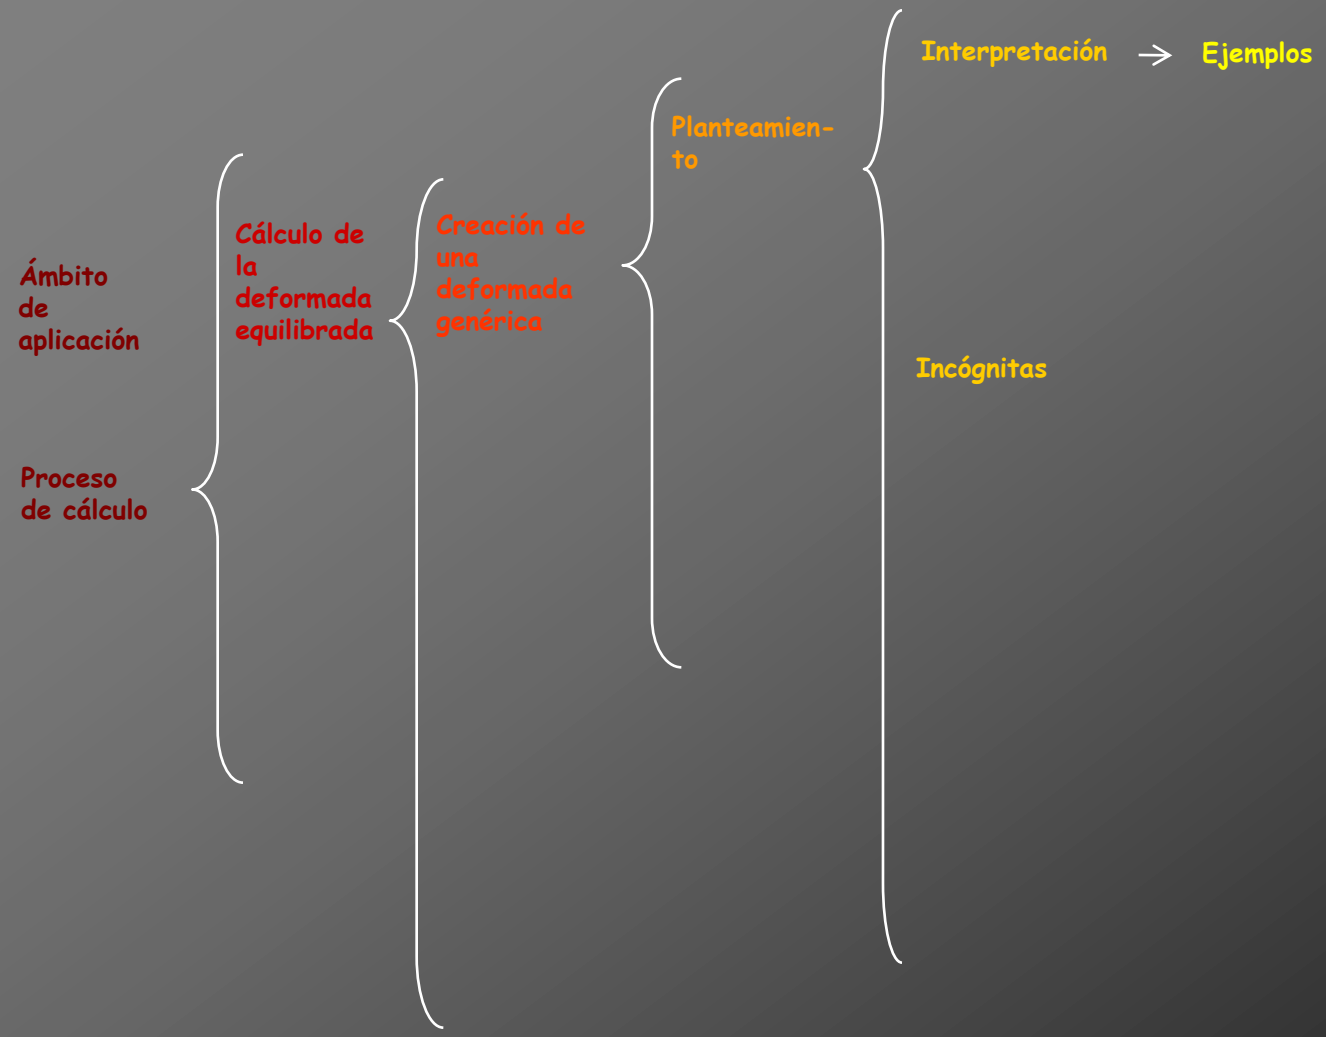 Ámbito
de
aplicación
Proceso
de cálculo
Cálculo de
la
deformada
equilibrada
Creación de
una
deformada
genérica
Planteamien-
to
Interpretación → Ejemplos
Incógnitas